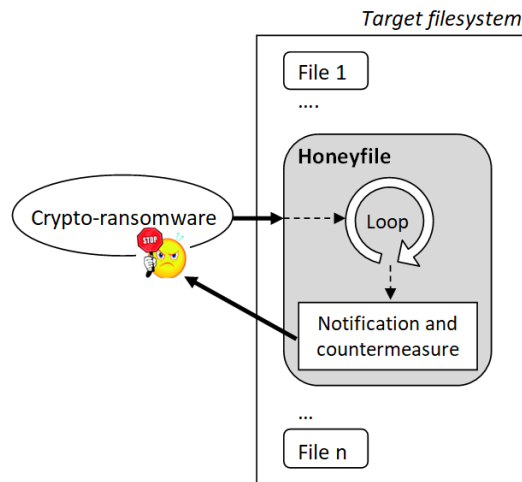 Target filesystem
File 1
....
Honeyfile
Crypto-ransomware
Loop
STOP
Notification and
countermeasure
...
File n